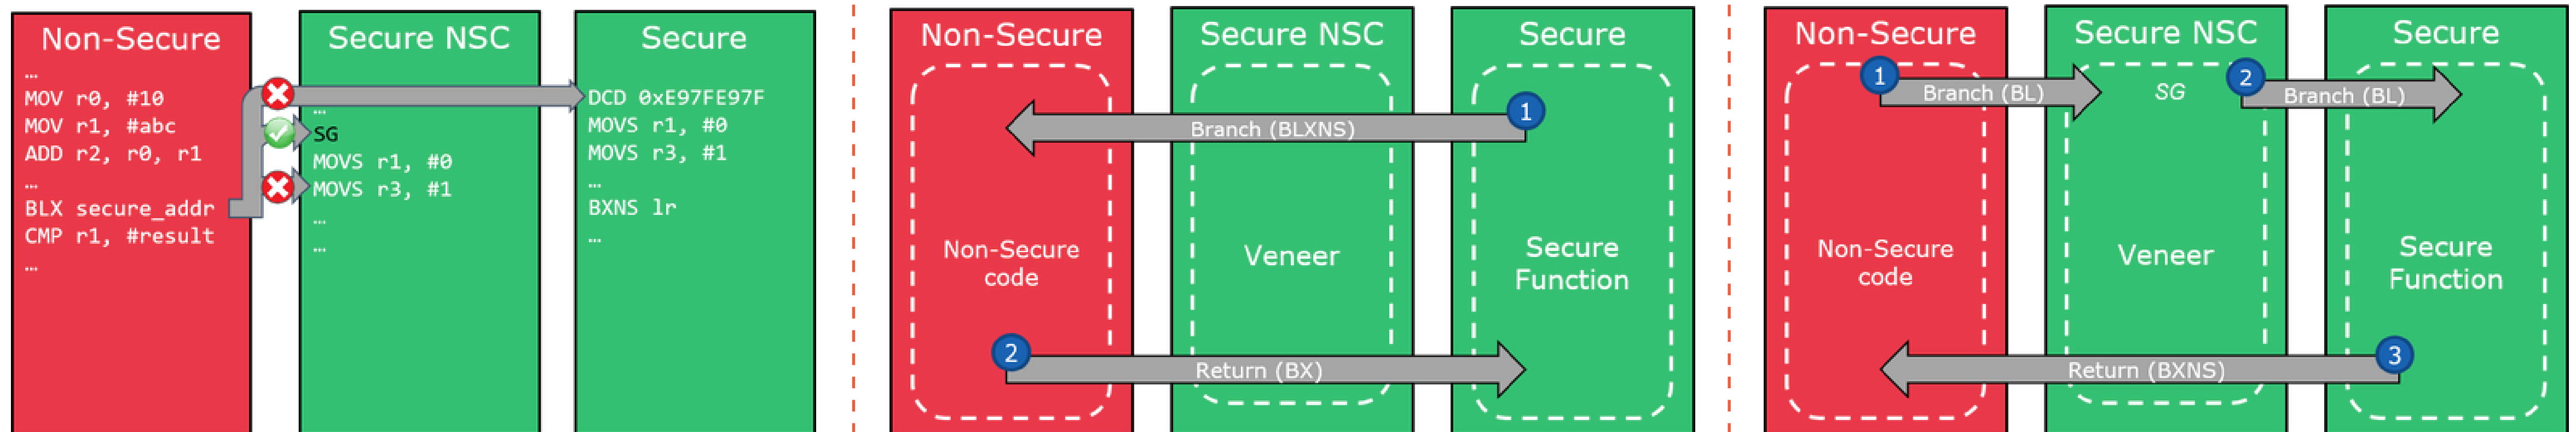 Non-Secure
...
MOV r0, #10
MOV r1, #abc
ADD r2, r0, r1
...
BLX secure_addr
CMP r1, #result
...
Secure NSC
...
SG
MOVS r1, #0
MOVS r3, #1
...
...
Secure
DCD 0xE97FE97F
MOVS r1, #0
MOVS r3, #1
...
BXNS lr
...
Non-Secure
Secure NSC
Secure
1
Branch (BLXNS)
Non-Secure
code
Veneer
Secure
Function
2
Return (BX)
Non-Secure
Secure NSC
Secure
1
Branch (BL)
SG
2
Branch (BL)
Non-Secure
code
Veneer
Secure
Function
3
Return (BXNS)